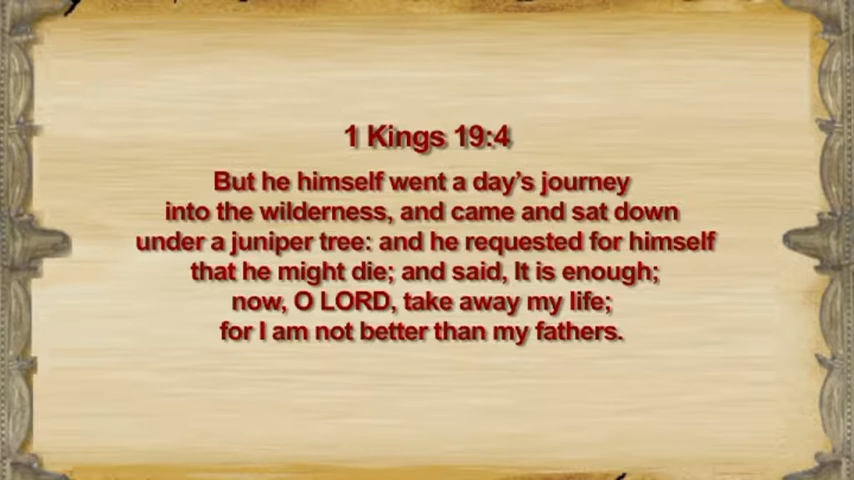 1 Kings 19:4
But he himself went a day’s journey
into the wilderness, and came and sat down
under a juniper tree: and he requested for himself
that he might die; and said, It is enough;
now, O LORD, take away my life;
for I am not better than my fathers.